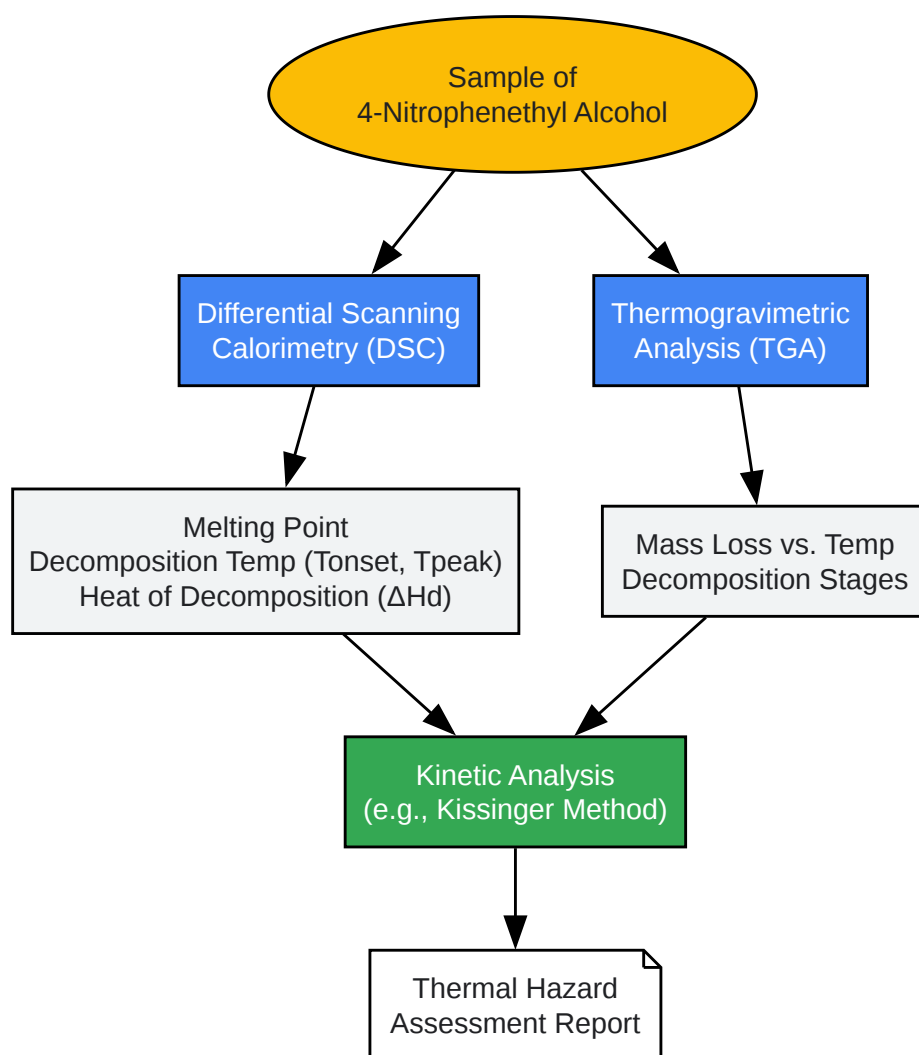 Sample of
4-Nitrophenethyl Alcohol
Differential Scanning
Calorimetry (DSC)
Thermogravimetric
Analysis (TGA)
Melting Point
Decomposition Temp (Tonset, Tpeak)
Heat of Decomposition (ΔHd)
Mass Loss vs. Temp
Decomposition Stages
Kinetic Analysis
(e.g., Kissinger Method)
Thermal Hazard
Assessment Report